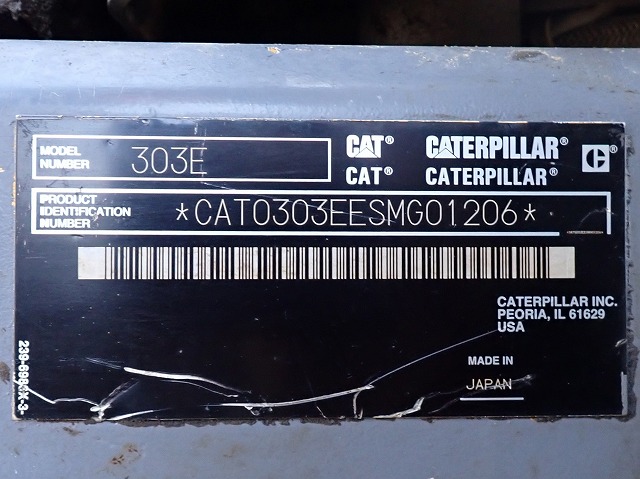 MODEL
NUMBER
303E
CAT® CATERPILLAR® C®
CAT® CATERPILLAR®
PRODUCT
IDENTIFICATION
NUMBER
*CAT0303EESMG01206*
CATERPILLAR INC.
PEORIA, IL 61629
USA
MADE IN
JAPAN